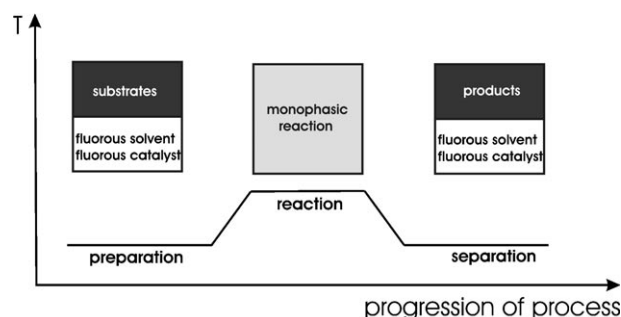 T
substrates
fluorous solvent
fluorous catalyst
monophasic
reaction
products
fluorous solvent
fluorous catalyst
reaction
preparation
separation
progression of process